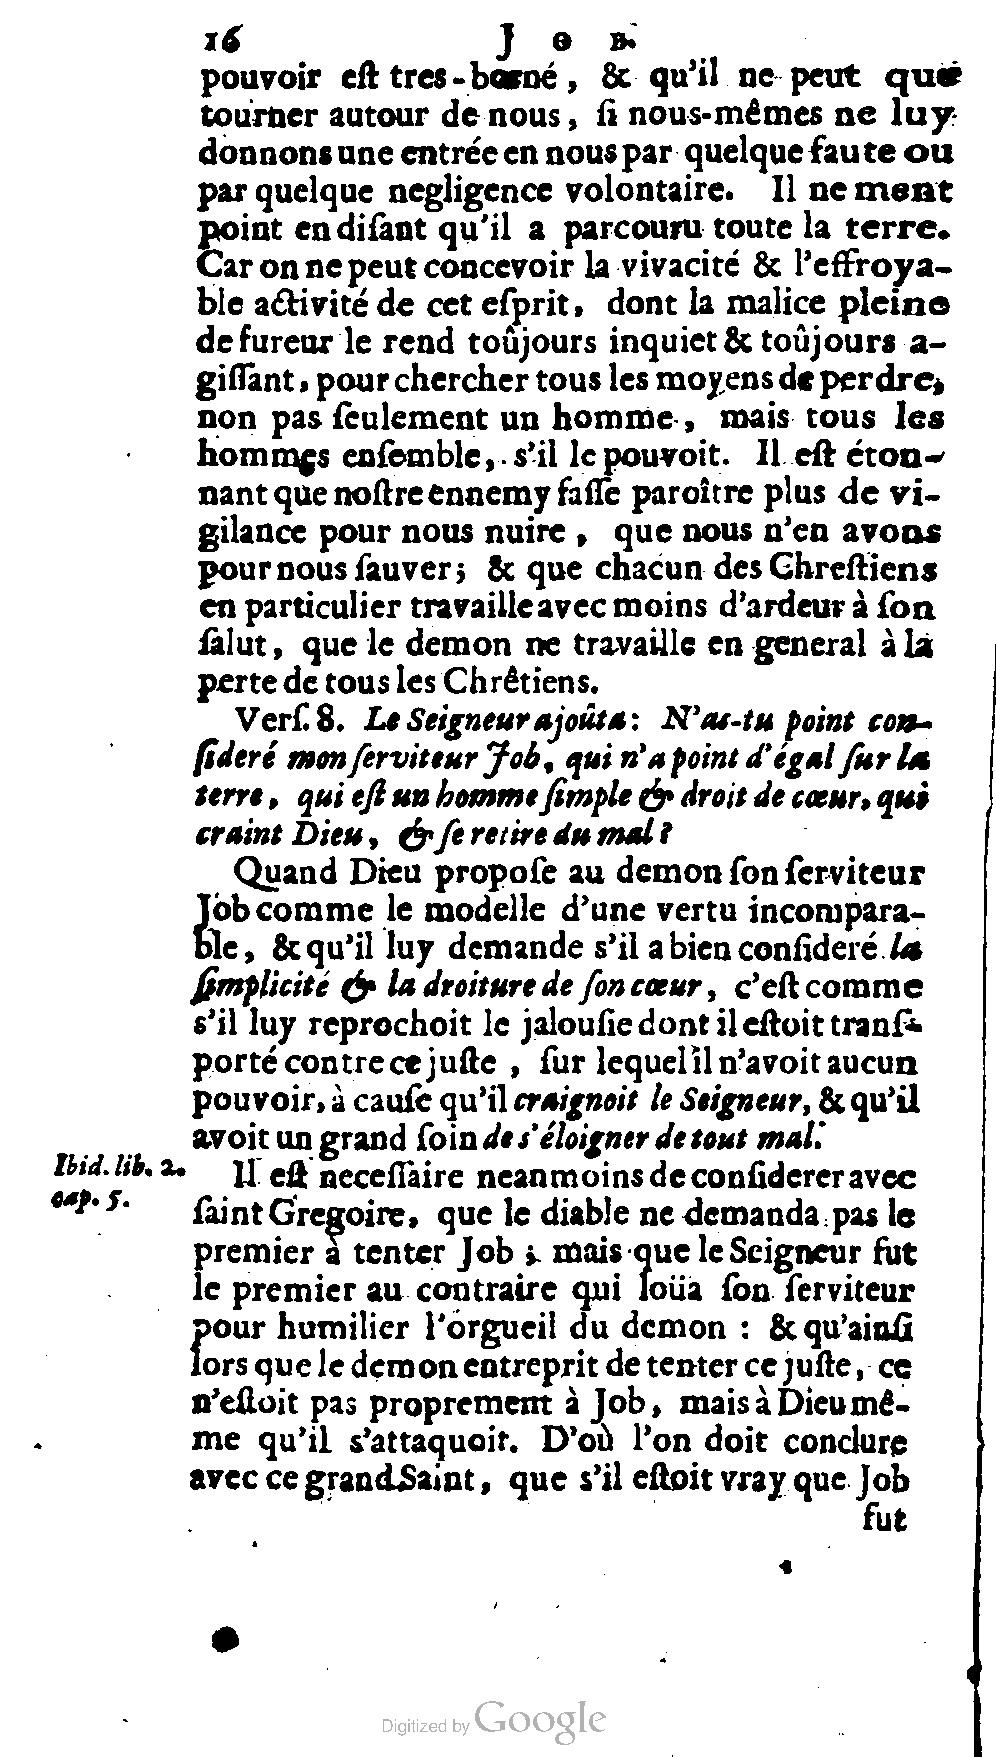 16 JOB.
pouvoir eſt tres-borné, & qu'il ne peut que
tourner autour de nous, ſi nous-mêmes ne luy
donnons une entrée en nous par quelque faute ou
par quelque negligence volontaire. Il ne ment
point en diſant qu'il a parcouru toute la terre.
Car on ne peut concevoir la vivacité & l'effroya-
ble activité de cet eſprit, dont la malice pleine
de fureur le rend toûjours inquiet & toûjours a-
giſſant, pour chercher tous les moyens de perdre,
non pas ſeulement un homme, mais tous les
hommes enſemble, s'il le pouvoit. Il eſt éton-
nant que noſtre ennemy faſſe paroître plus de vi-
gilance pour nous nuire, que nous n'en avons
pour nous ſauver; & que chacun des Chreſtiens
en particulier travaille avec moins d'ardeur à ſon
ſalut, que le demon ne travaille en general à la
perte de tous les Chrêtiens.
Verſ. 8. Le Seigneur ajoûta: N'as-tu point con-
ſideré mon ſerviteur Job, qui n'a point d'égal ſur la
terre, qui eſt un homme ſimple & droit de cœur, qui
craint Dieu, & ſe retire du mal?
Quand Dieu propoſe au demon ſon ſerviteur
Job comme le modelle d'une vertu incompara-
ble, & qu'il luy demande s'il a bien conſideré la
ſimplicité & la droiture de ſon cœur, c'eſt comme
s'il luy reprochoit le jalouſie dont il eſtoit tranſ-
porté contre ce juſte, ſur lequel il n'avoit aucun
pouvoir, à cauſe qu'il craignoit le Seigneur, & qu'il
avoit un grand ſoin de s'éloigner de tout mal.
Ibid. lib. 2.
cap. 5.
Il eſt neceſſaire neanmoins de conſiderer avec
ſaint Gregoire, que le diable ne demanda pas le
premier à tenter Job; mais que le Seigneur fut
le premier au contraire qui loüa ſon ſerviteur
pour humilier l'orgueil du demon : & qu'ainſi
lors que le demon entreprit de tenter ce juſte, ce
n'eſtoit pas proprement à Job, mais à Dieu mê-
me qu'il s'attaquoit. D'où l'on doit conclure
avec ce grand Saint, que s'il eſtoit vray que Job
fut
Digitized by Google